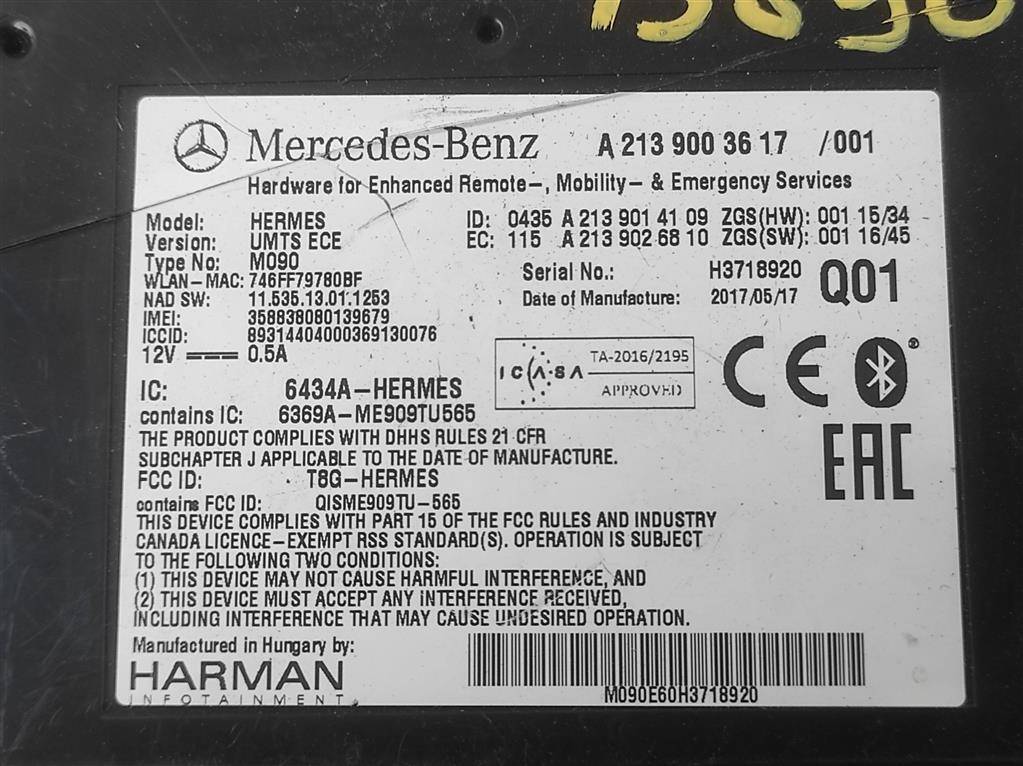 Mercedes-Benz A 213 900 36 17 /001
Hardware for Enhanced Remote-, Mobility- & Emergency Services
Model: HERMES ID: 0435 A 213 901 41 09 ZGS(HW): 001 15/34
Version: UMTS ECE EC: 115 A 213 902 68 10 ZGS(SW): 001 16/45
Type No: M090
WLAN-MAC: 746FF79780BF
Serial No.: H3718920 Q01
NAD SW: 11.535.13.01.1253
Date of Manufacture: 2017/05/17
IMEI: 358838080139679
ICCID: 89314404000369130076
12V 0.5A
ICASA TA-2016/2195
APPROVED
CE
IC: 6434A-HERMES
contains IC: 6369A-ME909TU565
THE PRODUCT COMPLIES WITH DHHS RULES 21 CFR
SUBCHAPTER J APPLICABLE TO THE DATE OF MANUFACTURE.
EAC
FCC ID: T8G-HERMES
contains FCC ID: QISME909TU-565
THIS DEVICE COMPLIES WITH PART 15 OF THE FCC RULES AND INDUSTRY
CANADA LICENCE-EXEMPT RSS STANDARD(S). OPERATION IS SUBJECT
TO THE FOLLOWING TWO CONDITIONS:
(1) THIS DEVICE MAY NOT CAUSE HARMFUL INTERFERENCE, AND
(2) THIS DEVICE MUST ACCEPT ANY INTERFERENCE RECEIVED,
INCLUDING INTERFERENCE THAT MAY CAUSE UNDESIRED OPERATION.
Manufactured in Hungary by:
HARMAN
INFOTAINMENT
M090E60H3718920